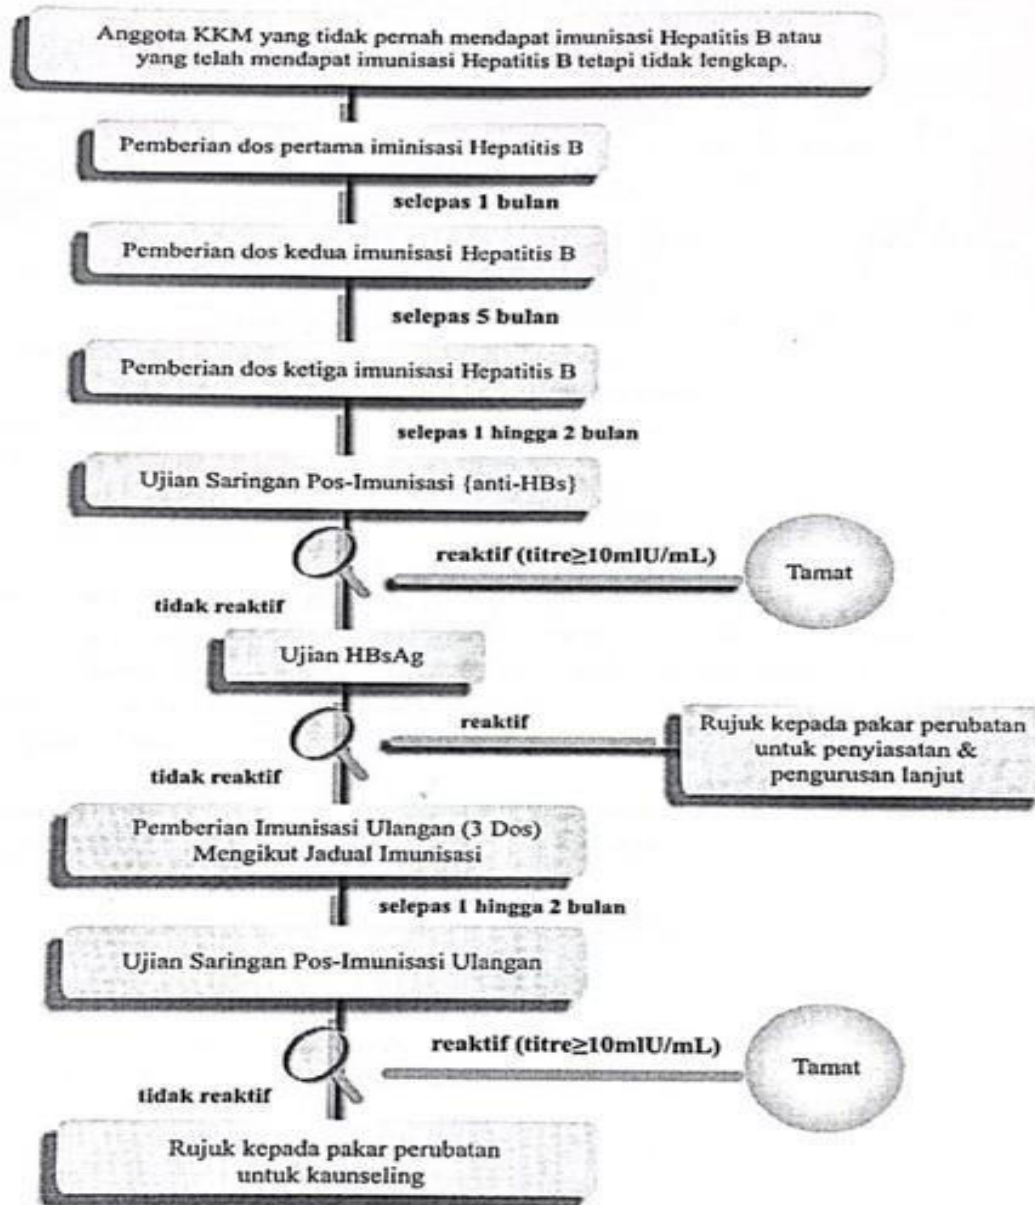 Anggota KKM yang tidak pernah mendapat imunisasi Hepatitis B atau
yang telah mendapat imunisasi Hepatitis B tetapi tidak lengkap.
Pemberian dos pertama iminisasi Hepatitis B
selepas 1 bulan
Pemberian dos kedua imunisasi Hepatitis B
selepas 5 bulan
Pemberian dos ketiga imunisasi Hepatitis B
selepas 1 hingga 2 bulan
Ujian Saringan Pos-Imunisasi {anti-HBs}
reaktif (titre≥10mIU/mL)
Tamat
tidak reaktif
Ujian HBsAg
reaktif
Rujuk kepada pakar perubatan
untuk penyiasatan &
pengurusan lanjut
tidak reaktif
Pemberian Imunisasi Ulangan (3 Dos)
Mengikut Jadual Imunisasi
selepas 1 hingga 2 bulan
Ujian Saringan Pos-Imunisasi Ulangan
reaktif (titre≥10mIU/mL)
Tamat
tidak reaktif
Rujuk kepada pakar perubatan
untuk kaunseling